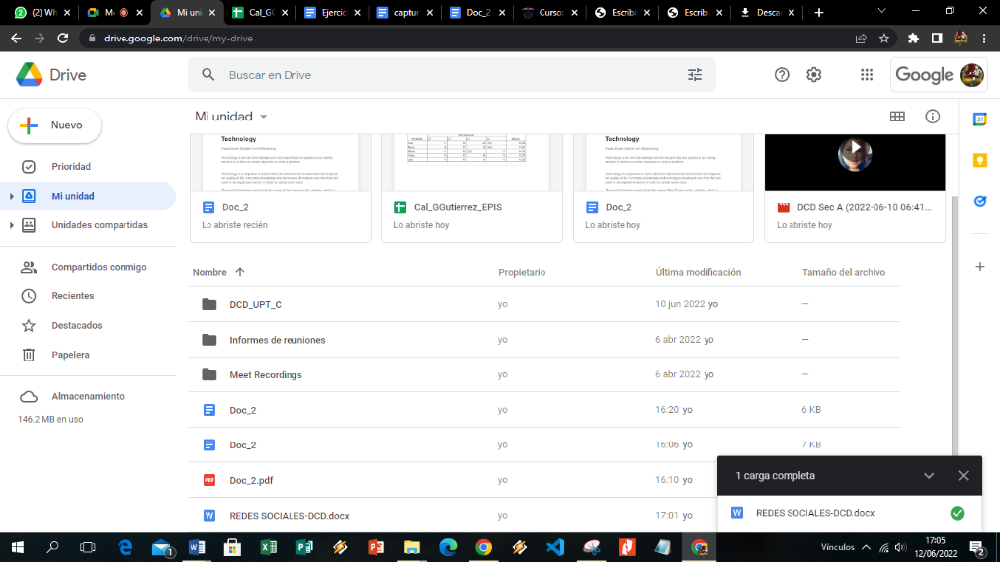 (2) Wh
Me
Mi uni
Cal_GG
Ejercic
captur
Doc_2
Curso:
Escribi
Escribi
Desca
drive.google.com/drive/my-drive
Drive
Buscar en Drive
Google
Nuevo
Prioridad
Mi unidad
Unidades compartidas
Compartidos conmigo
Recientes
Destacados
Papelera
Almacenamiento
146.2 MB en uso
Mi unidad
Technology
Technology
Doc_2
Lo abriste recién
Cal_GGutierrez_EPIS
Lo abriste hoy
Doc_2
Lo abriste hoy
DCD Sec A (2022-06-10 06:41...
Lo abriste hoy
Nombre Propietario Última modificación Tamaño del archivo
DCD_UPT_C yo 10 jun 2022 yo —
Informes de reuniones yo 6 abr 2022 yo —
Meet Recordings yo 6 abr 2022 yo —
Doc_2 yo 16:20 yo 6 KB
Doc_2 yo 16:06 yo 7 KB
PDF Doc_2.pdf yo 16:10 yo
W REDES SOCIALES-DCD.docx yo 17:01 yo
1 carga completa
W REDES SOCIALES-DCD.docx
Vínculos
17:05
12/06/2022